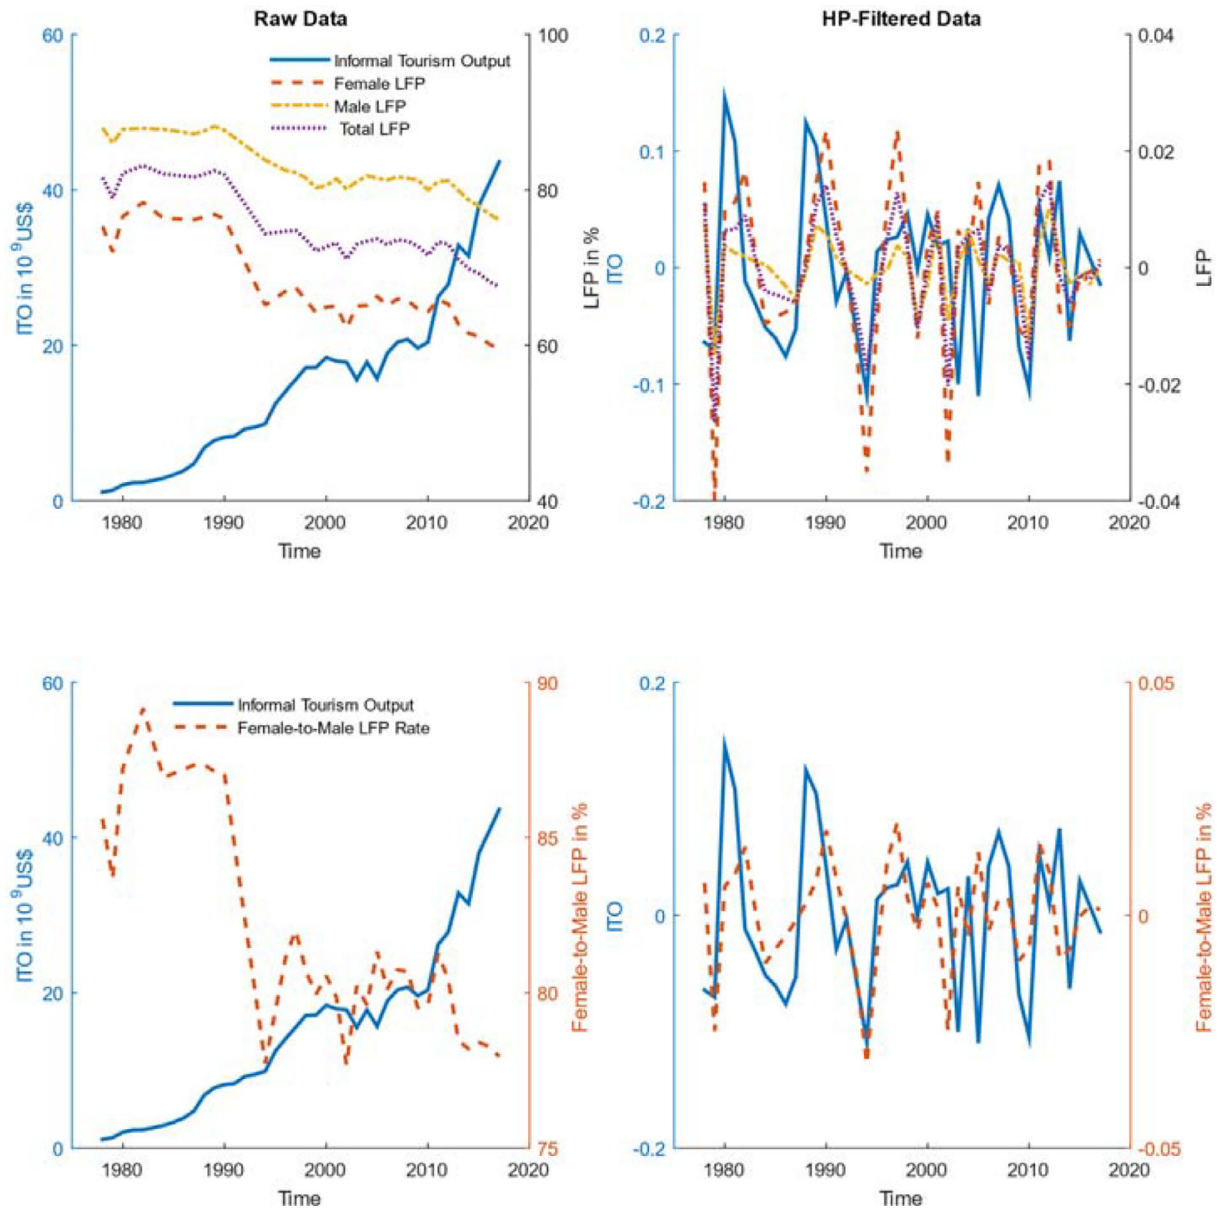 Raw Data
60
40
20
0
ITO in 10⁹US$
100
80
60
40
LFP in %
Informal Tourism Output
Female LFP
Male LFP
Total LFP
1980
1990
2000
2010
2020
Time
HP-Filtered Data
0.2
0.1
0
-0.1
-0.2
ITO
0.04
0.02
0
-0.02
-0.04
LFP
1980
1990
2000
2010
2020
Time
60
40
20
0
ITO in 10⁹US$
90
85
80
75
Female-to-Male LFP in %
Informal Tourism Output
Female-to-Male LFP Rate
1980
1990
2000
2010
2020
Time
0.2
0
-0.2
ITO
0.05
0
-0.05
Female-to-Male LFP in %
1980
1990
2000
2010
2020
Time